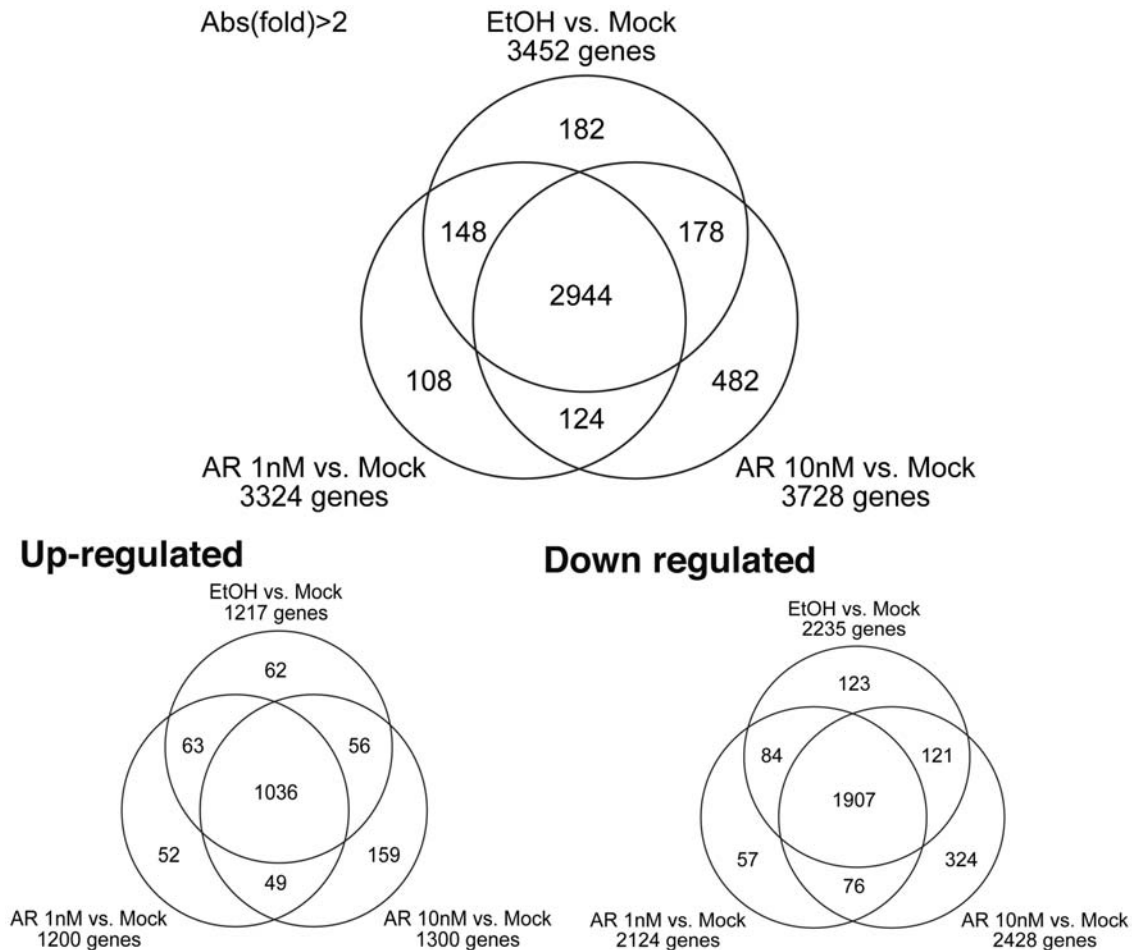 Abs(fold)>2
EtOH vs. Mock
3452 genes
182
148
178
2944
108
482
124
AR 1nM vs. Mock
3324 genes
AR 10nM vs. Mock
3728 genes
Up-regulated
EtOH vs. Mock
1217 genes
62
63
56
1036
52
159
49
AR 1nM vs. Mock
1200 genes
AR 10nM vs. Mock
1300 genes
Down regulated
EtOH vs. Mock
2235 genes
123
84
121
1907
57
324
76
AR 1nM vs. Mock
2124 genes
AR 10nM vs. Mock
2428 genes